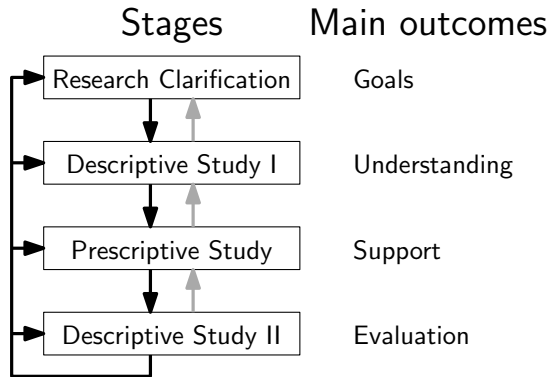 Stages Main outcomes
Research Clarification Goals
Descriptive Study I Understanding
Prescriptive Study Support
Descriptive Study II Evaluation